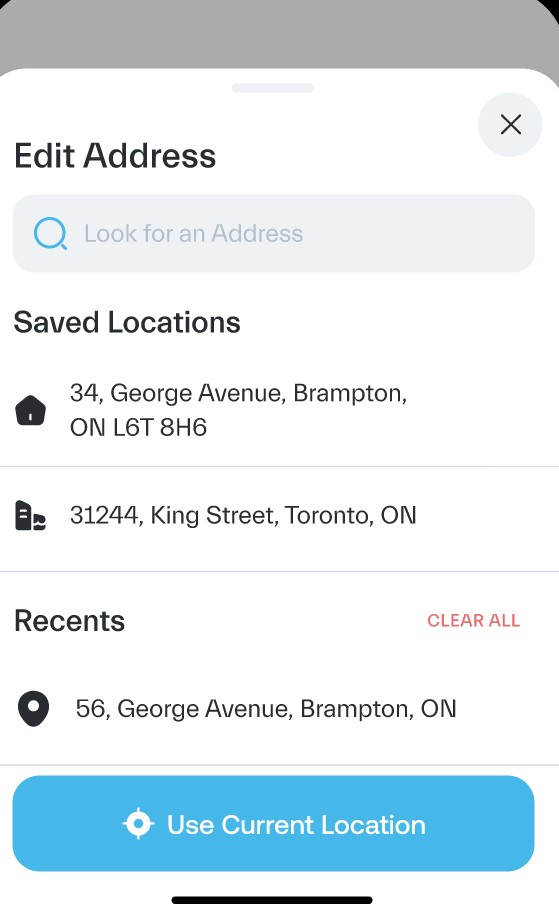 Edit Address
Look for an Address
Saved Locations
34, George Avenue, Brampton,
ON L6T 8H6
31244, King Street, Toronto, ON
Recents
CLEAR ALL
56, George Avenue, Brampton, ON
Use Current Location